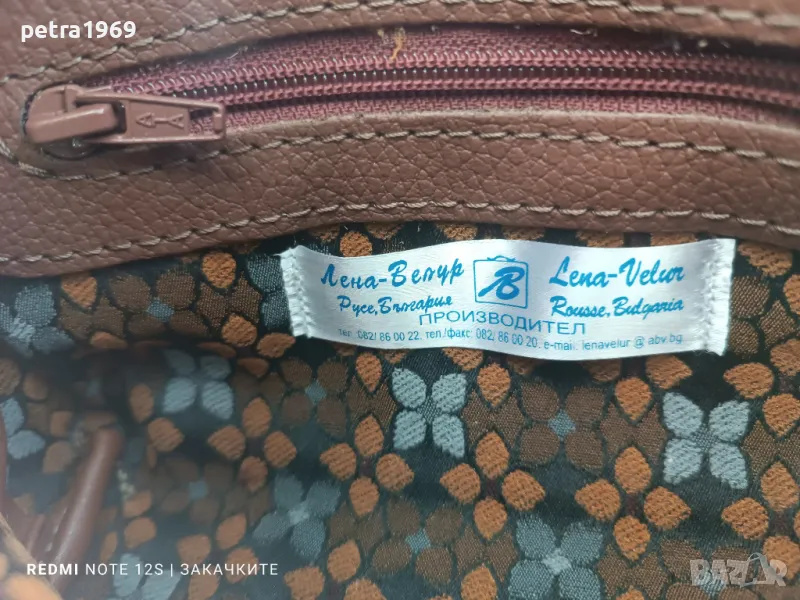 petra1969
Лена-Велур
Русе, България
Lena-Velur
Rousse, Bulgaria
ПРОИЗВОДИТЕЛ
тел: 082/ 86 00 22, тел./факс: 082/ 86 00 20, e-mail: lenavelur @ abv.bg
REDMI NOTE 12S | ЗАКАЧКИТЕ
BAZAR